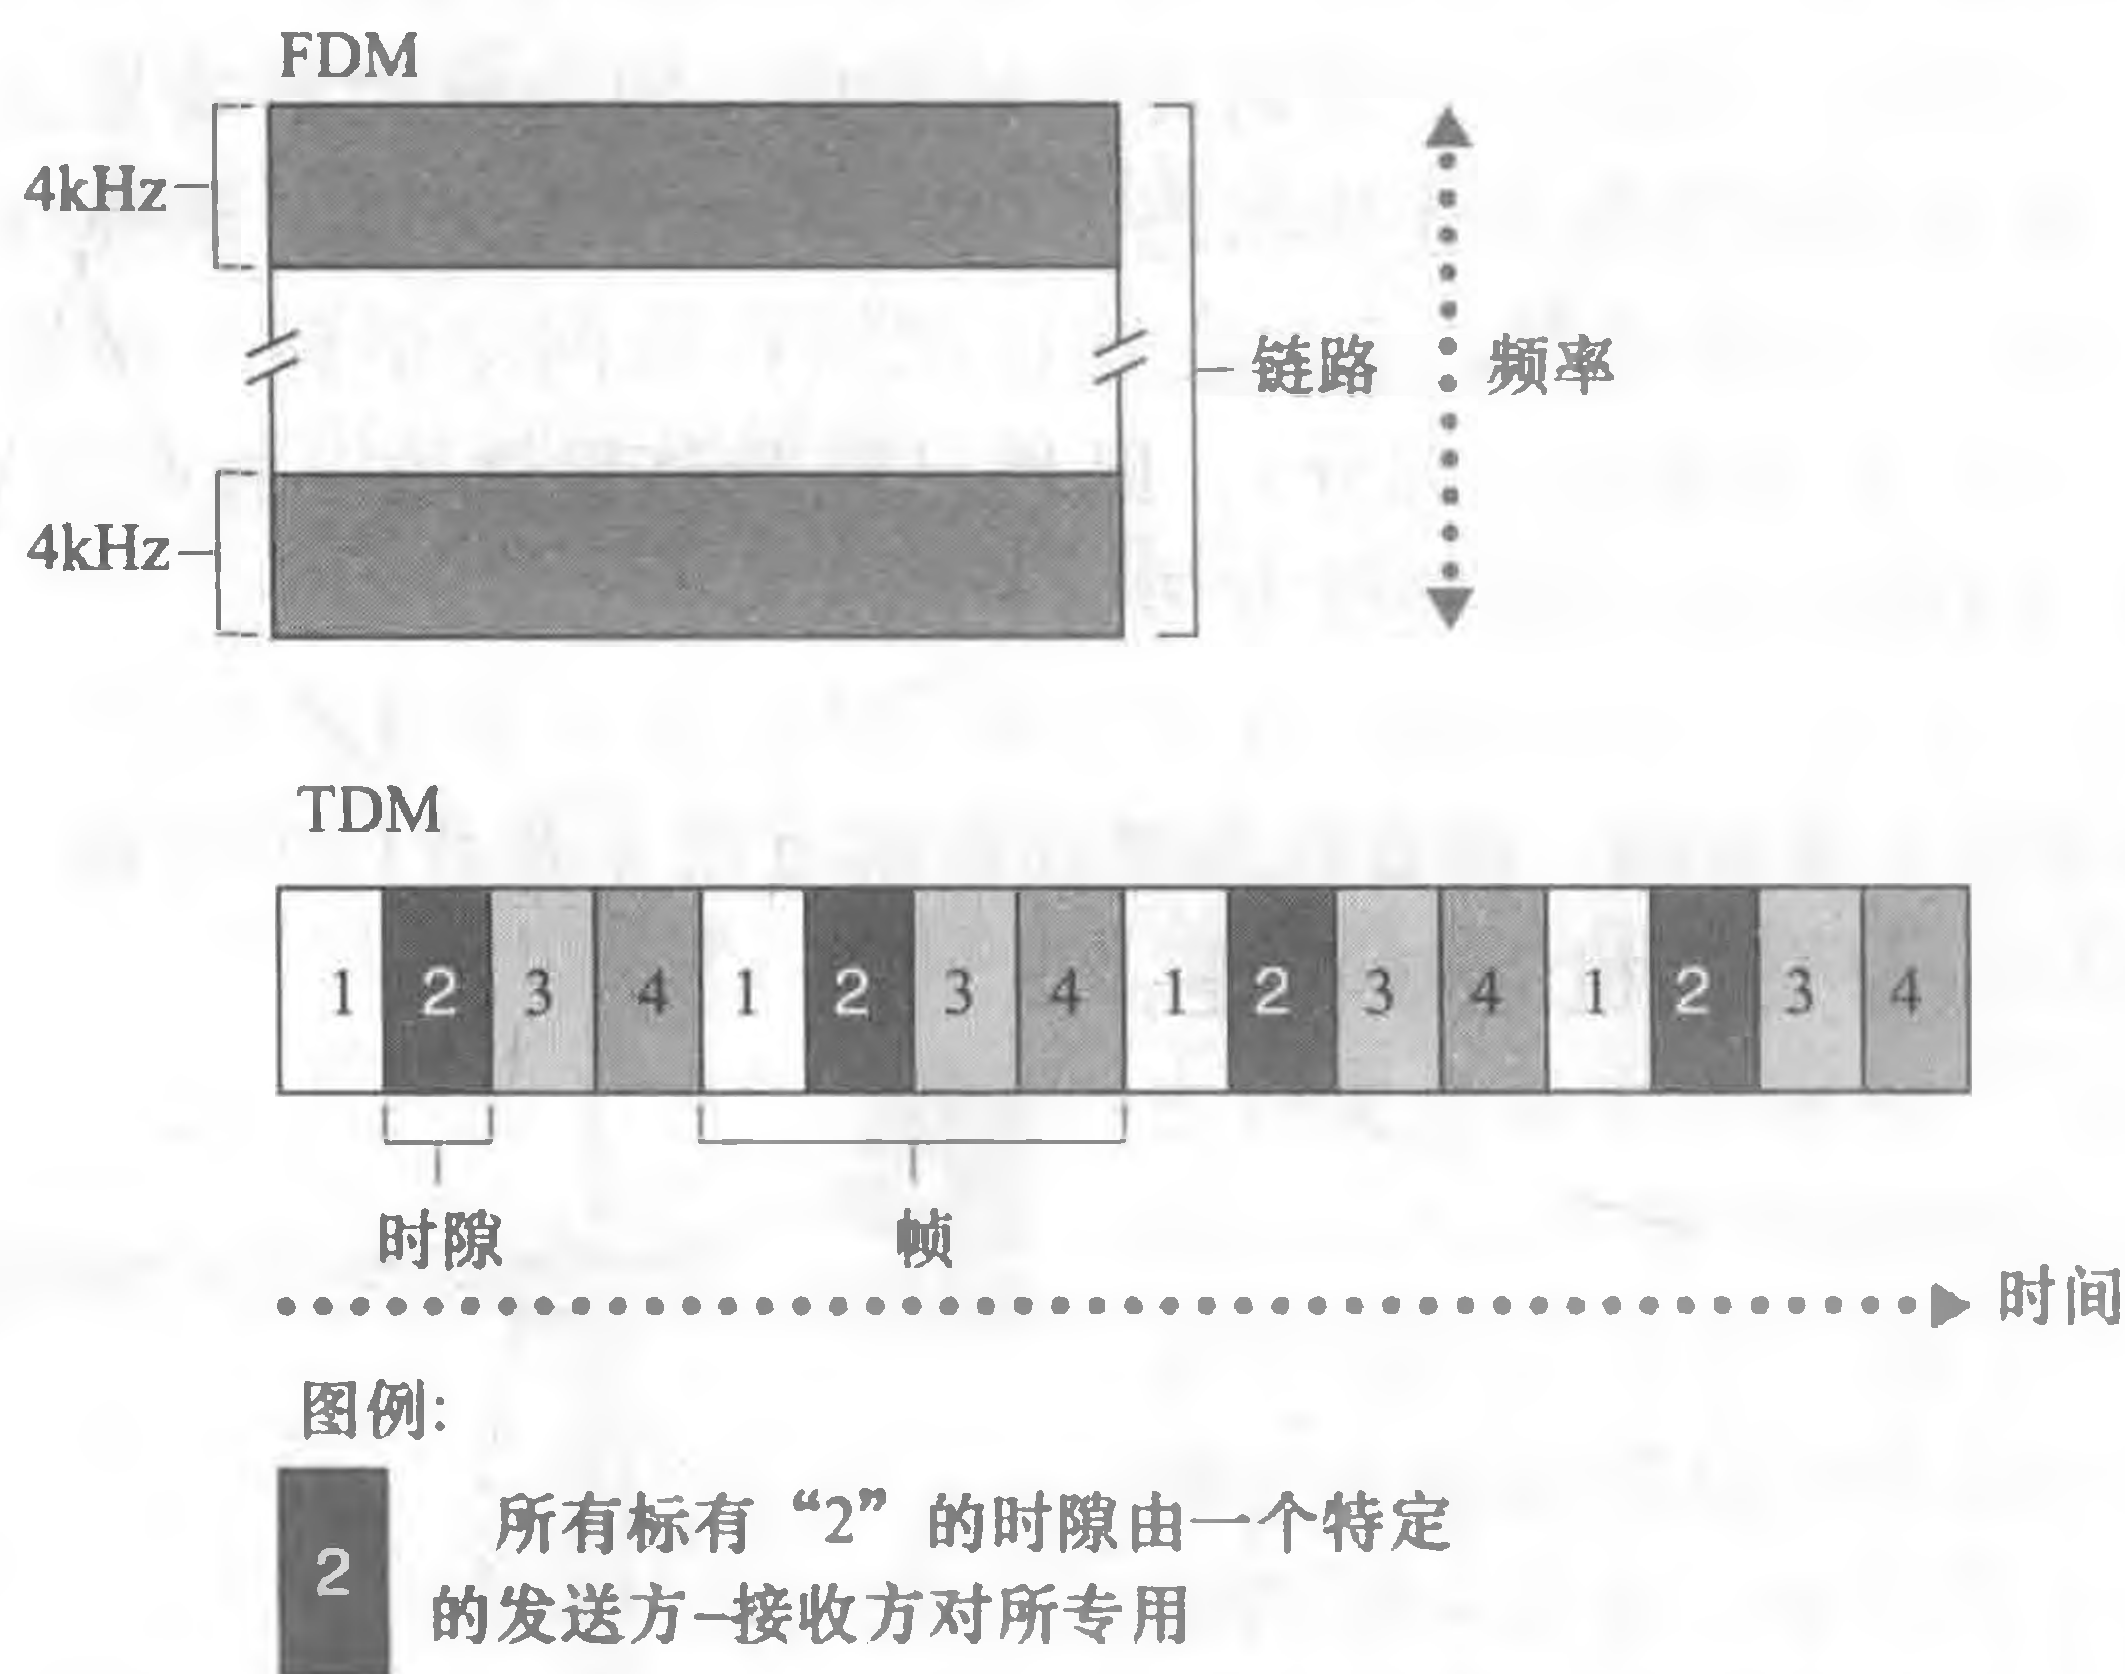 FDM
4kHz
链路
频率
4kHz
TDM
1 2 3 4 1 2 3 4 1 2 3 4 1 2 3 4
时隙
帧
时间
图例:
2
所有标有“2”的时隙由一个特定
的发送方-接收方对所专用